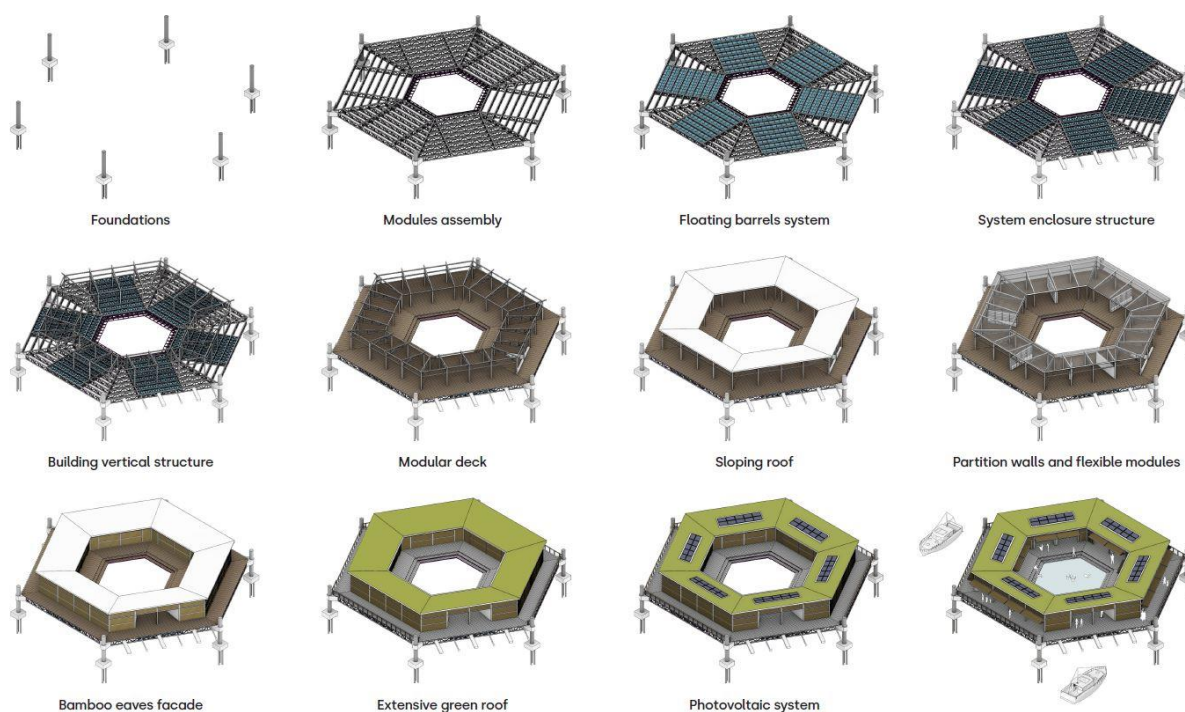 Foundations
Modules assembly
Floating barrels system
System enclosure structure
Building vertical structure
Modular deck
Sloping roof
Partition walls and flexible modules
Bamboo eaves facade
Extensive green roof
Photovoltaic system